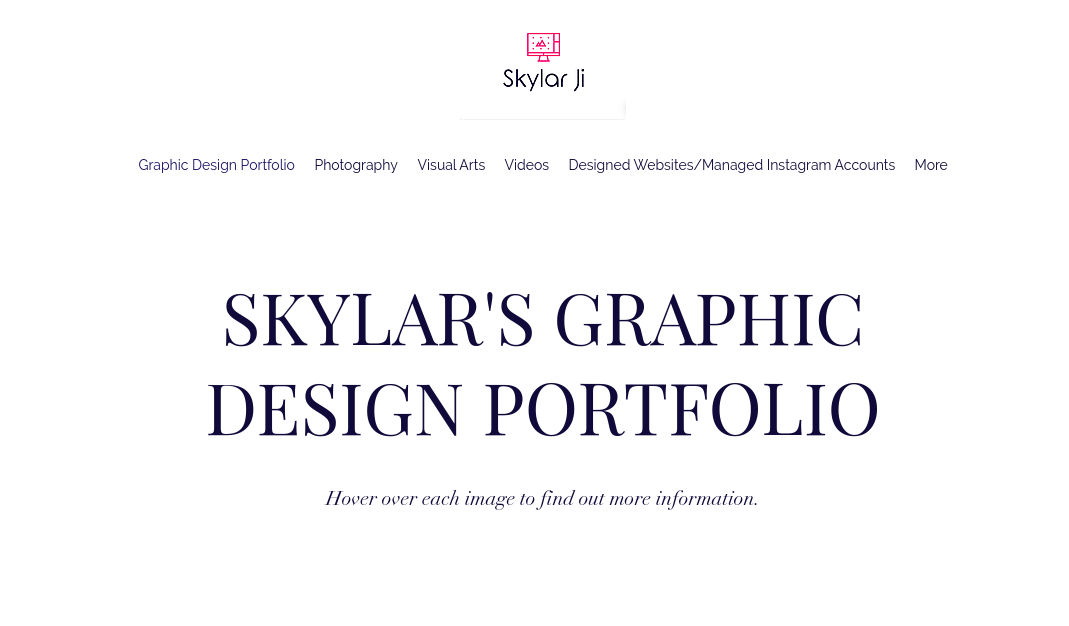 Skylar Ji
Graphic Design Portfolio Photography Visual Arts Videos Designed Websites/Managed Instagram Accounts More
SKYLAR'S GRAPHIC
DESIGN PORTFOLIO
Hover over each image to find out more information.